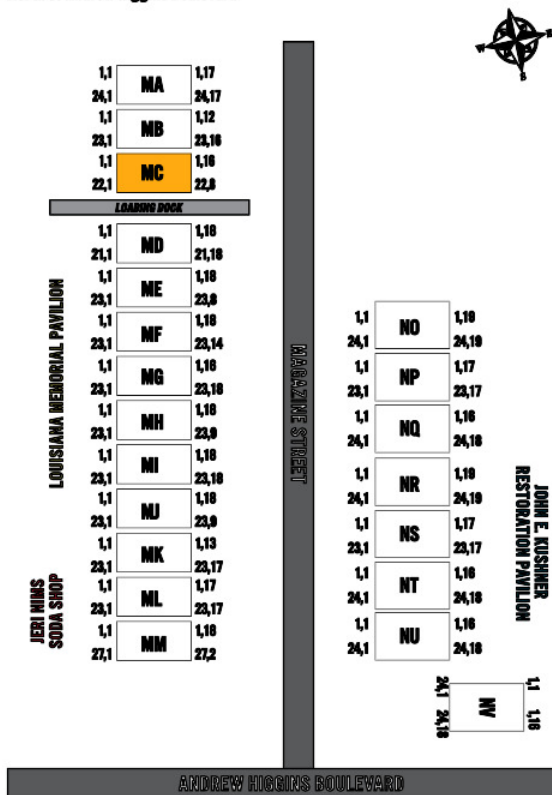 N
W
E
S
1,1 MA 1,17
24,1 24,17
1,1 MB 1,12
23,1 23,16
1,1 MC 1,16
22,1 22,8
LOADING DOCK
1,1 MD 1,18
21,1 21,18
1,1 ME 1,18
23,1 23,8
1,1 MF 1,18
23,1 23,14
1,1 MG 1,16
23,1 23,18
1,1 MH 1,18
23,1 23,9
1,1 MI 1,18
23,1 23,18
1,1 MJ 1,18
23,1 23,9
1,1 MK 1,13
23,1 23,17
1,1 ML 1,17
23,1 23,17
1,1 MM 1,18
27,1 27,2
LOUISIANA MEMORIAL PAVILION
JERI NIMS
SODA SHOP
MAGAZINE STREET
1,1 NO 1,19
24,1 24,19
1,1 NP 1,17
23,1 23,17
1,1 NQ 1,16
24,1 24,18
1,1 NR 1,19
24,1 24,19
1,1 NS 1,17
23,1 23,17
1,1 NT 1,16
24,1 24,18
1,1 NU 1,16
24,1 24,18
JOHN E. KUSHNER
RESTORATION PAVILION
1,1 NV 1,16
24,1 24,18
ANDREW HIGGINS BOULEVARD